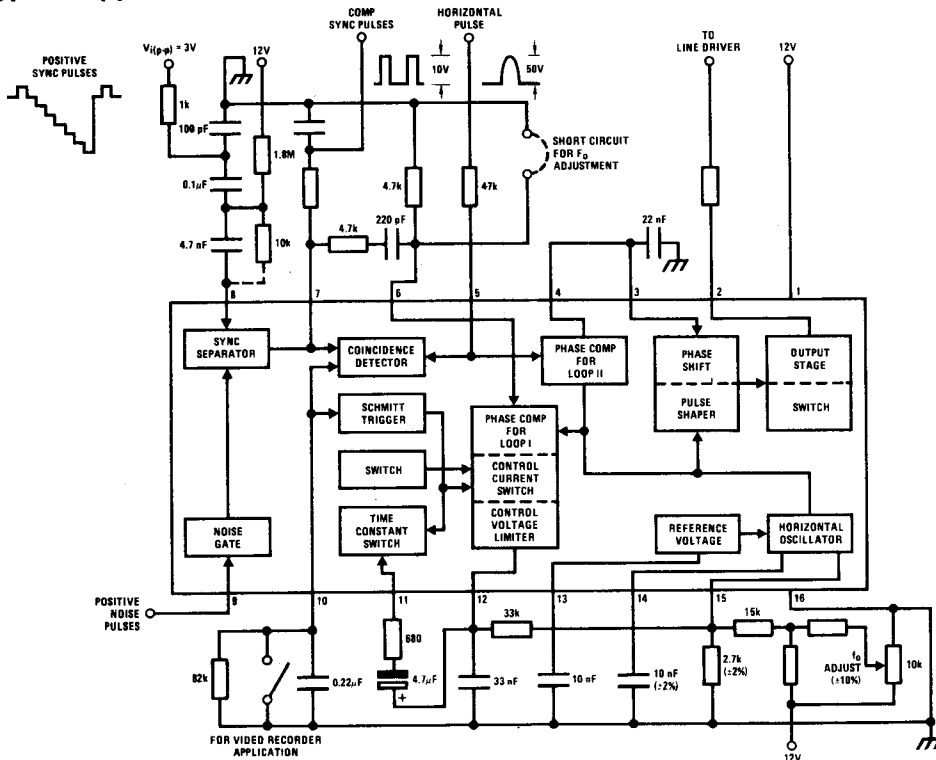 COMP
SYNC PULSES
HORIZONTAL
PULSE
TO
LINE DRIVER
12V
Vi(p-p) = 3V
12V
POSITIVE
SYNC PULSES
10V
50V
1k
100 pF
1.8M
0.1μF
4.7 nF
10k
4.7k
220 pF
4.7k
47k
SHORT CIRCUIT
FOR Fo
ADJUSTMENT
22 nF
8
7
6
5
4
3
2
1
SYNC
SEPARATOR
COINCIDENCE
DETECTOR
PHASE COMP
FOR
LOOP II
PHASE
SHIFT
PULSE
SHAPER
OUTPUT
STAGE
SWITCH
SCHMITT
TRIGGER
PHASE COMP
FOR
LOOP I
CONTROL
CURRENT
SWITCH
CONTROL
VOLTAGE
LIMITER
SWITCH
TIME
CONSTANT
SWITCH
NOISE
GATE
REFERENCE
VOLTAGE
HORIZONTAL
OSCILLATOR
POSITIVE
NOISE
PULSES
9
10
11
12
13
14
15
16
82k
0.22μF
680
4.7μF
+
33k
33 nF
10 nF
10 nF
(±2%)
2.7k
(±2%)
15k
fo
ADJUST
(±10%)
10k
FOR VIDEO RECORDER
APPLICATION
12V